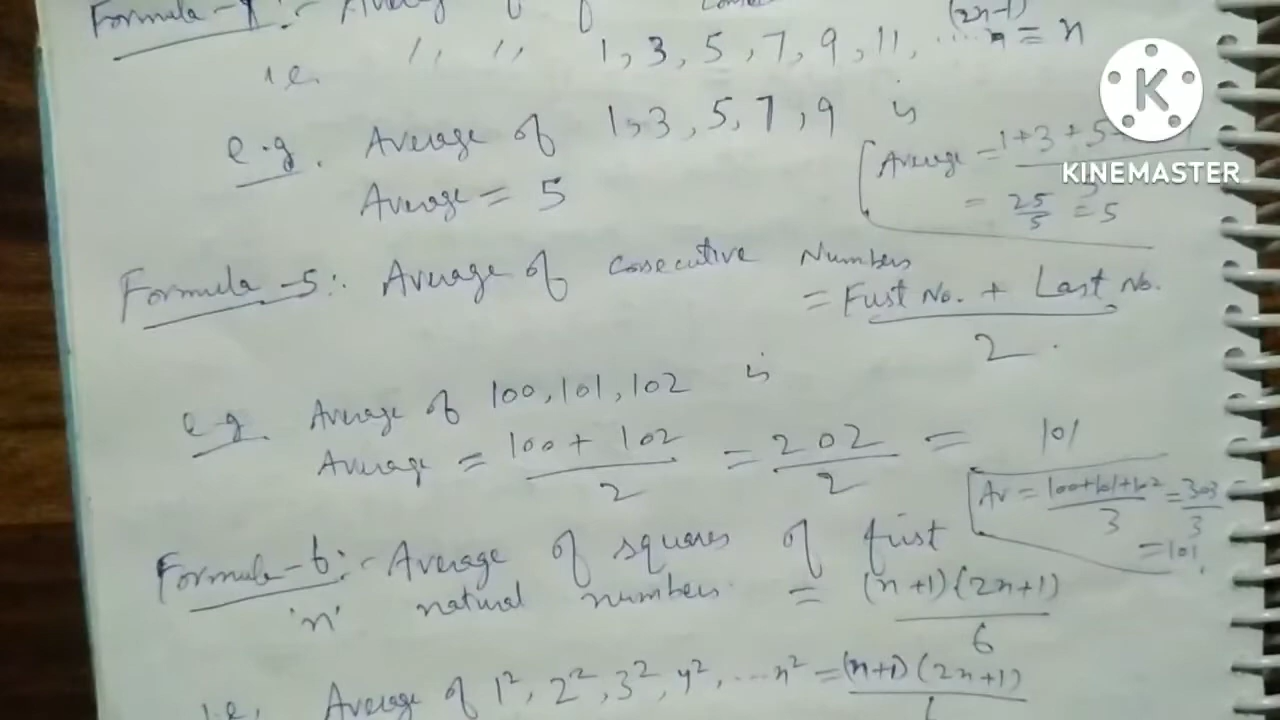 Formula - : - Average of
,, ,, 1, 3, 5, 7, 9, 11, .... (2n-1) = n
i.e.
e.g. Average of 1, 3, 5, 7, 9 is
Average = 5
Average = 1+3+5
= 25/5 = 5
K
KINEMASTER
Formula -5 :- Average of cosecutive Numbers
= First No. + Last No. / 2
e.g. Average of 100, 101, 102 is
Average = 100 + 102 / 2 = 202 / 2 = 101
Av = 100+101+102 / 3 = 303 / 3
= 101.
Formula -6 :- Average of squares of first
'n' natural numbers = (n+1)(2n+1) / 6
i.e. Average of 1², 2², 3², 4², ... n² = (n+1)(2n+1)